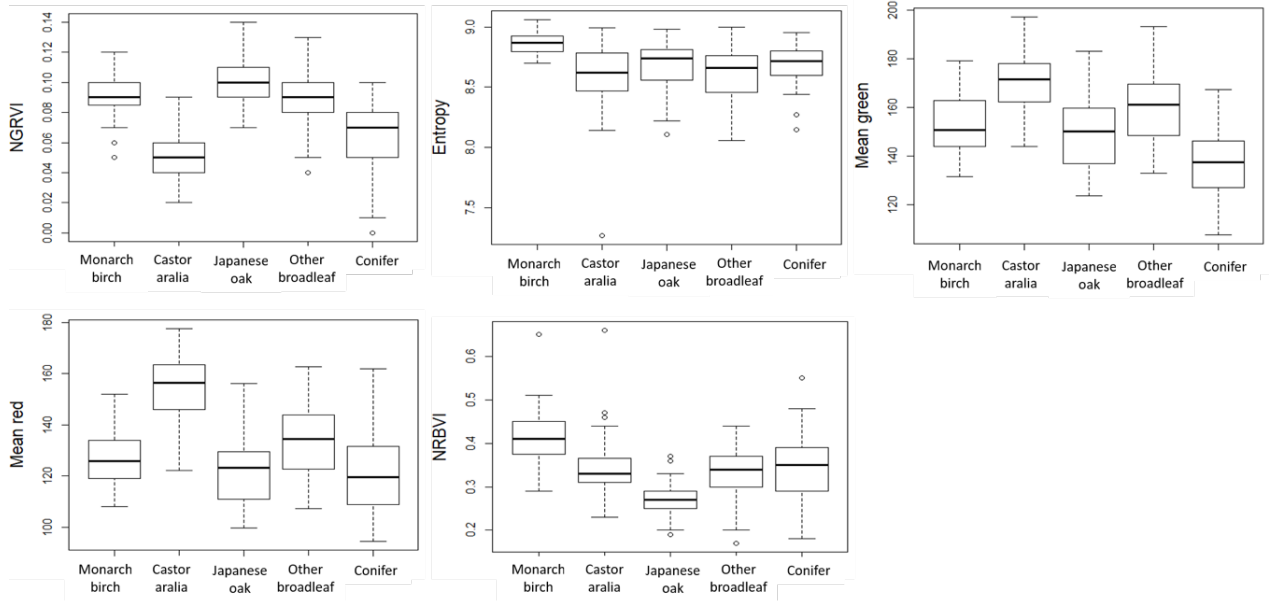 NGRVI
0.14
0.12
0.10
0.08
0.06
0.04
0.02
0.00
Monarch Castor Japanese Other Conifer
birch aralia oak broadleaf
Entropy
9.0
8.5
8.0
7.5
Monarch Castor Japanese Other Conifer
birch aralia oak broadleaf
Mean green
200
180
160
140
120
Monarch Castor Japanese Other Conifer
birch aralia oak broadleaf
Mean red
180
160
140
120
100
Monarch Castor Japanese Other Conifer
birch aralia oak broadleaf
NRBVI
0.6
0.5
0.4
0.3
0.2
Monarch Castor Japanese Other Conifer
birch aralia oak broadleaf